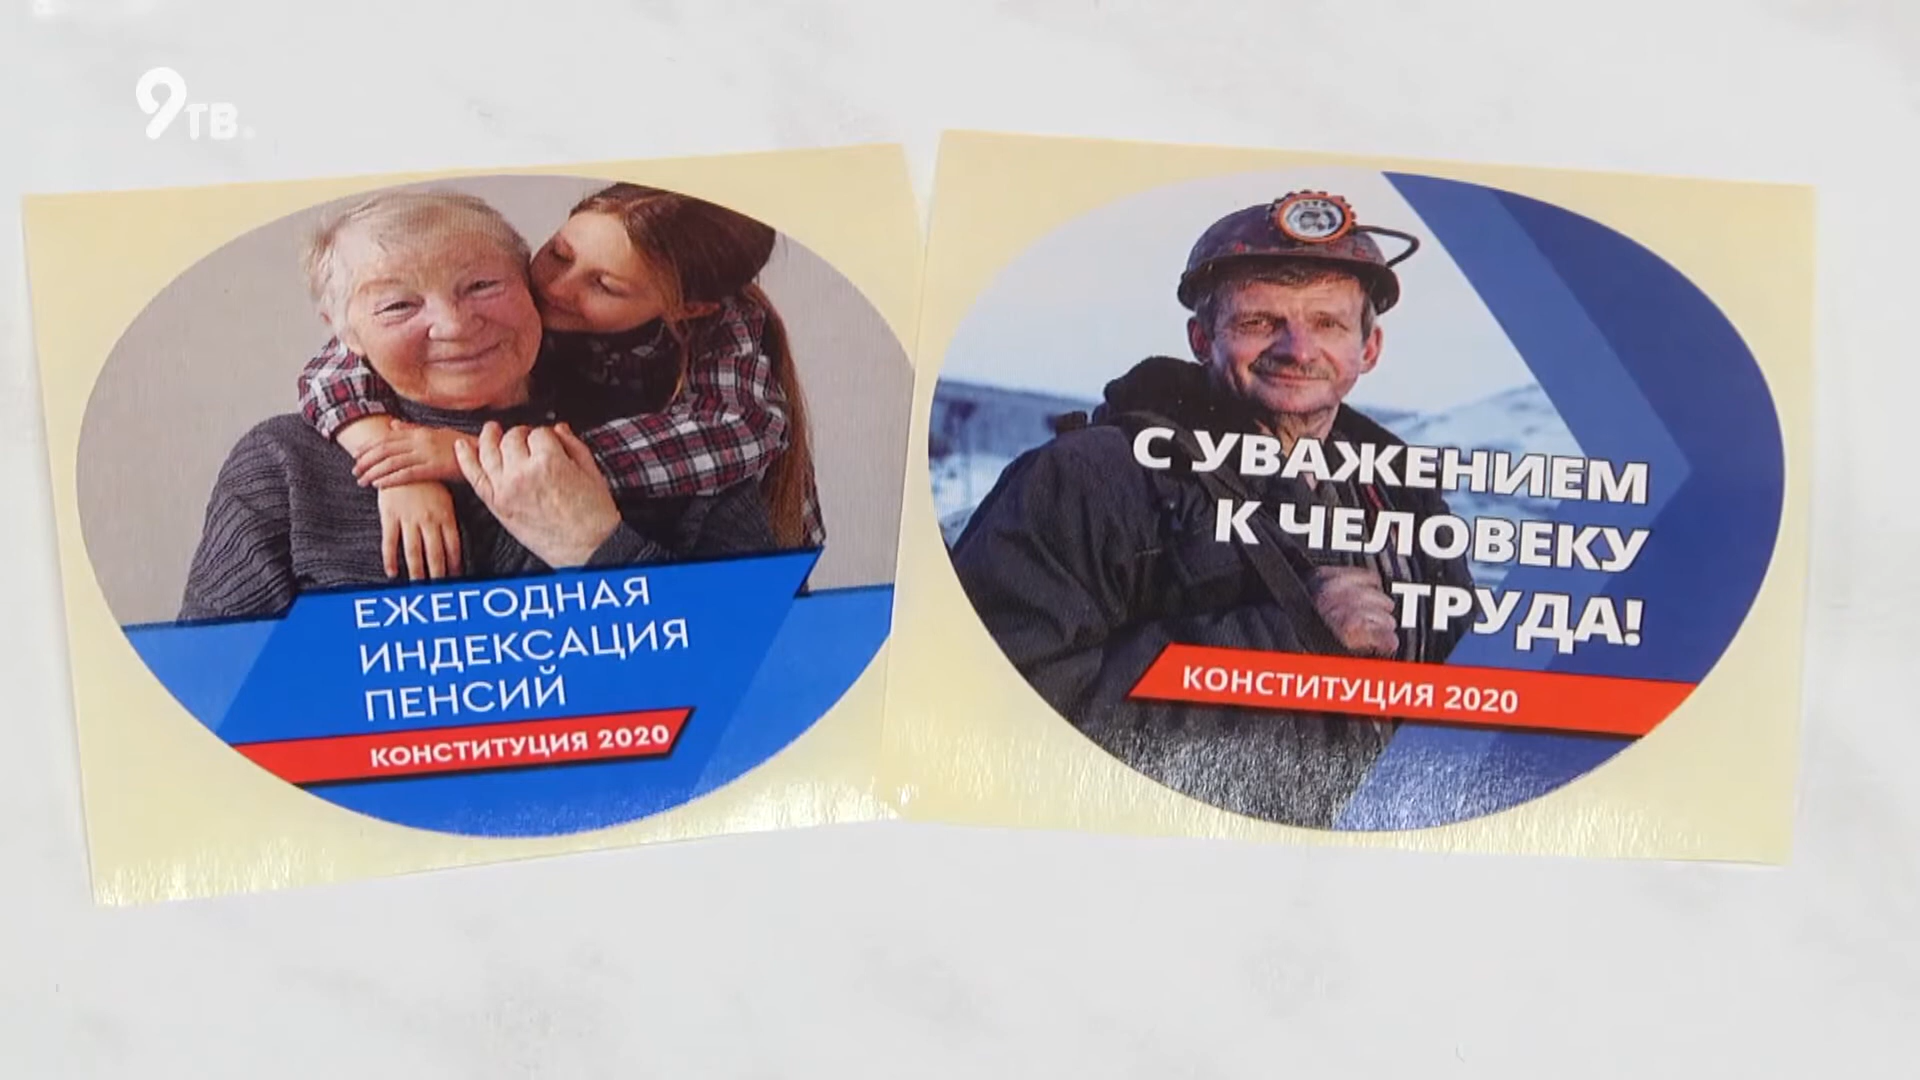 9ТВ.
ЕЖЕГОДНАЯ
ИНДЕКСАЦИЯ
ПЕНСИЙ
КОНСТИТУЦИЯ 2020
С УВАЖЕНИЕМ
К ЧЕЛОВЕКУ
ТРУДА!
КОНСТИТУЦИЯ 2020